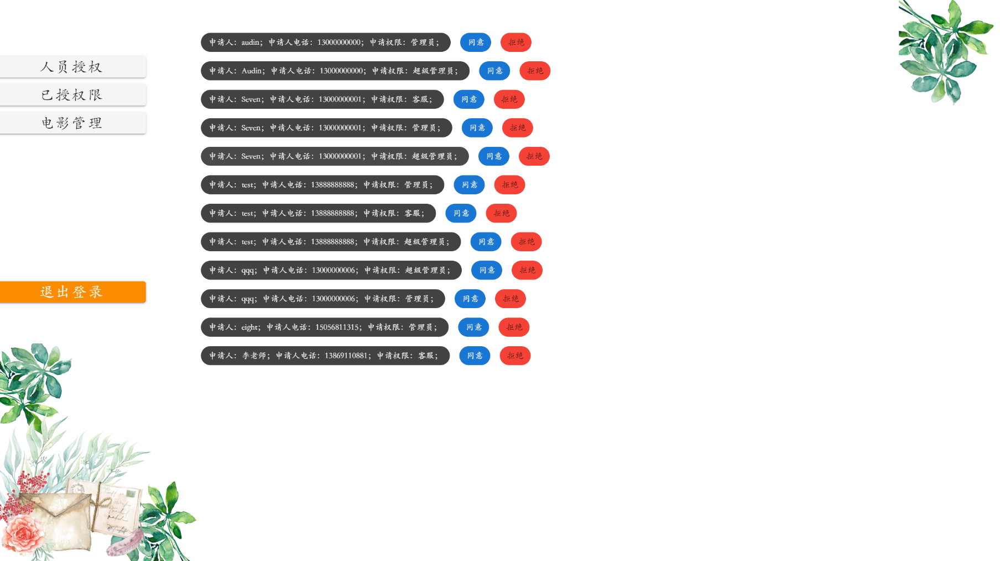 人员授权
已授权限
电影管理
退出登录
申请人：audin；申请人电话：13000000000；申请权限：管理员； 同意 拒绝
申请人：Audin；申请人电话：13000000000；申请权限：超级管理员； 同意 拒绝
申请人：Seven；申请人电话：13000000001；申请权限：客服； 同意 拒绝
申请人：Seven；申请人电话：13000000001；申请权限：管理员； 同意 拒绝
申请人：Seven；申请人电话：13000000001；申请权限：超级管理员； 同意 拒绝
申请人：test；申请人电话：13888888888；申请权限：管理员； 同意 拒绝
申请人：test；申请人电话：13888888888；申请权限：客服； 同意 拒绝
申请人：test；申请人电话：13888888888；申请权限：超级管理员； 同意 拒绝
申请人：qqq；申请人电话：13000000006；申请权限：超级管理员； 同意 拒绝
申请人：qqq；申请人电话：13000000006；申请权限：管理员； 同意 拒绝
申请人：eight；申请人电话：15056811315；申请权限：管理员； 同意 拒绝
申请人：李老师；申请人电话：13869110881；申请权限：客服； 同意 拒绝